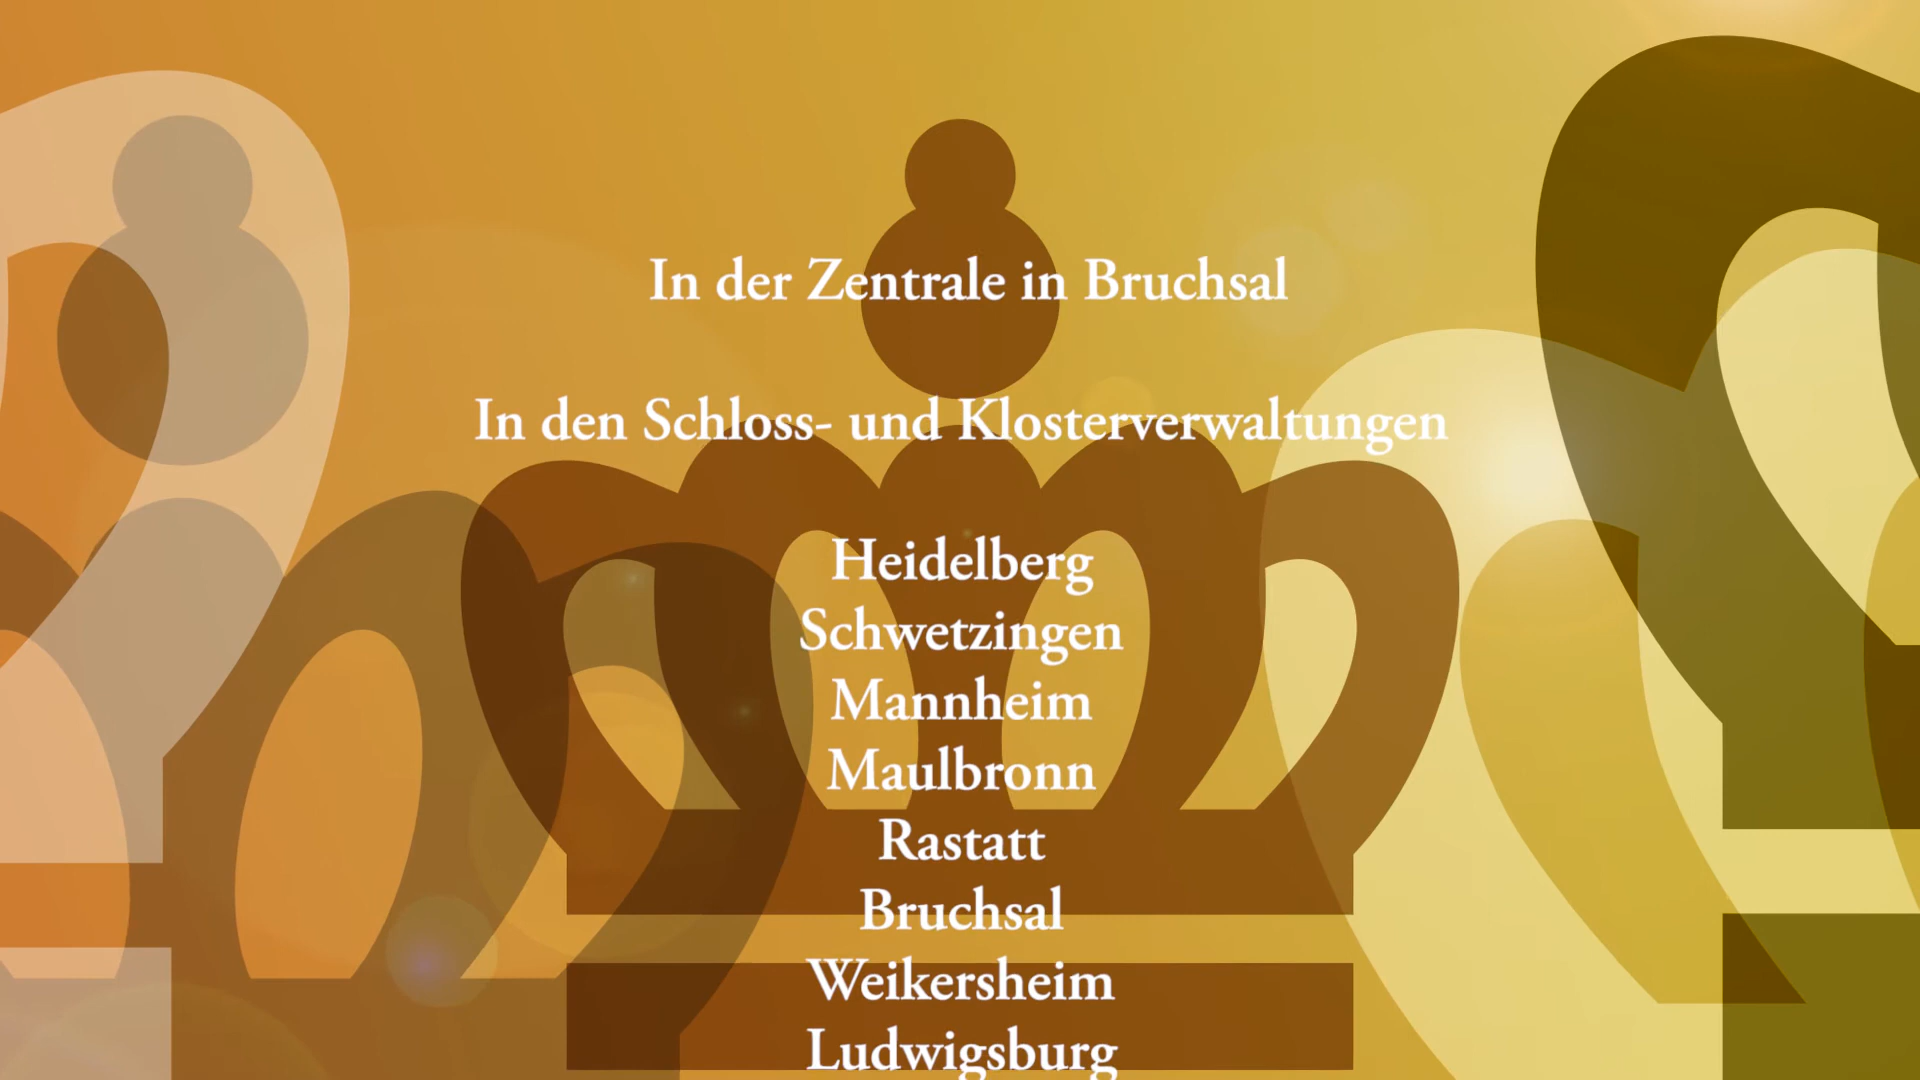 In der Zentrale in Bruchsal
In den Schloss- und Klosterverwaltungen
Heidelberg
Schwetzingen
Mannheim
Maulbronn
Rastatt
Bruchsal
Weikersheim
Ludwigsburg